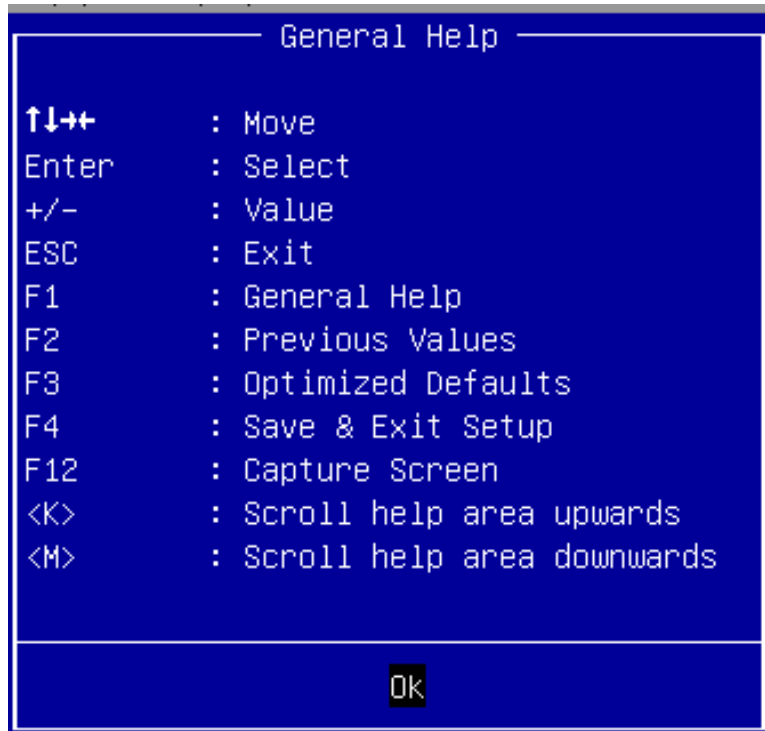 General Help
↑↓→← : Move
Enter : Select
+/- : Value
ESC : Exit
F1 : General Help
F2 : Previous Values
F3 : Optimized Defaults
F4 : Save & Exit Setup
F12 : Capture Screen
<K> : Scroll help area upwards
<M> : Scroll help area downwards
Ok